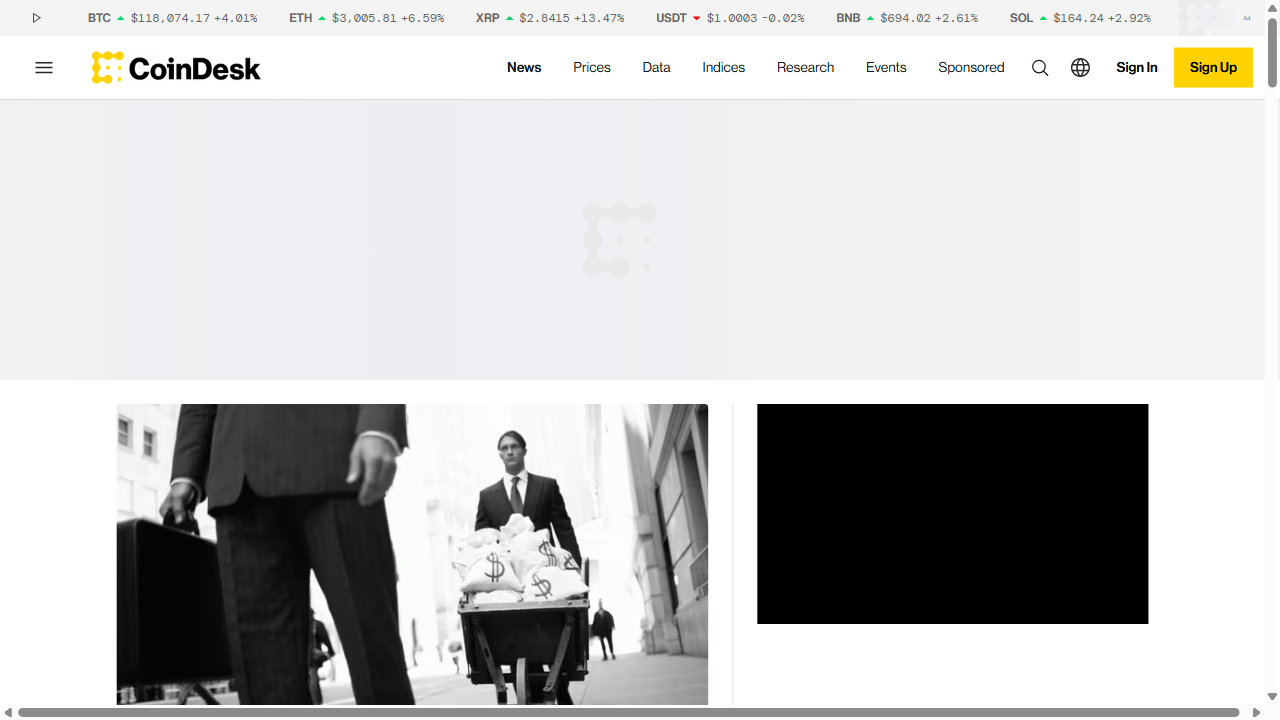 BTC $118,074.17 +4.01% ETH $3,005.81 +6.59% XRP $2.8415 +13.47% USDT $1.0003 -0.02% BNB $694.02 +2.61% SOL $164.24 +2.92% Ad
CoinDesk News Prices Data Indices Research Events Sponsored Sign In Sign Up
$ $ $ $